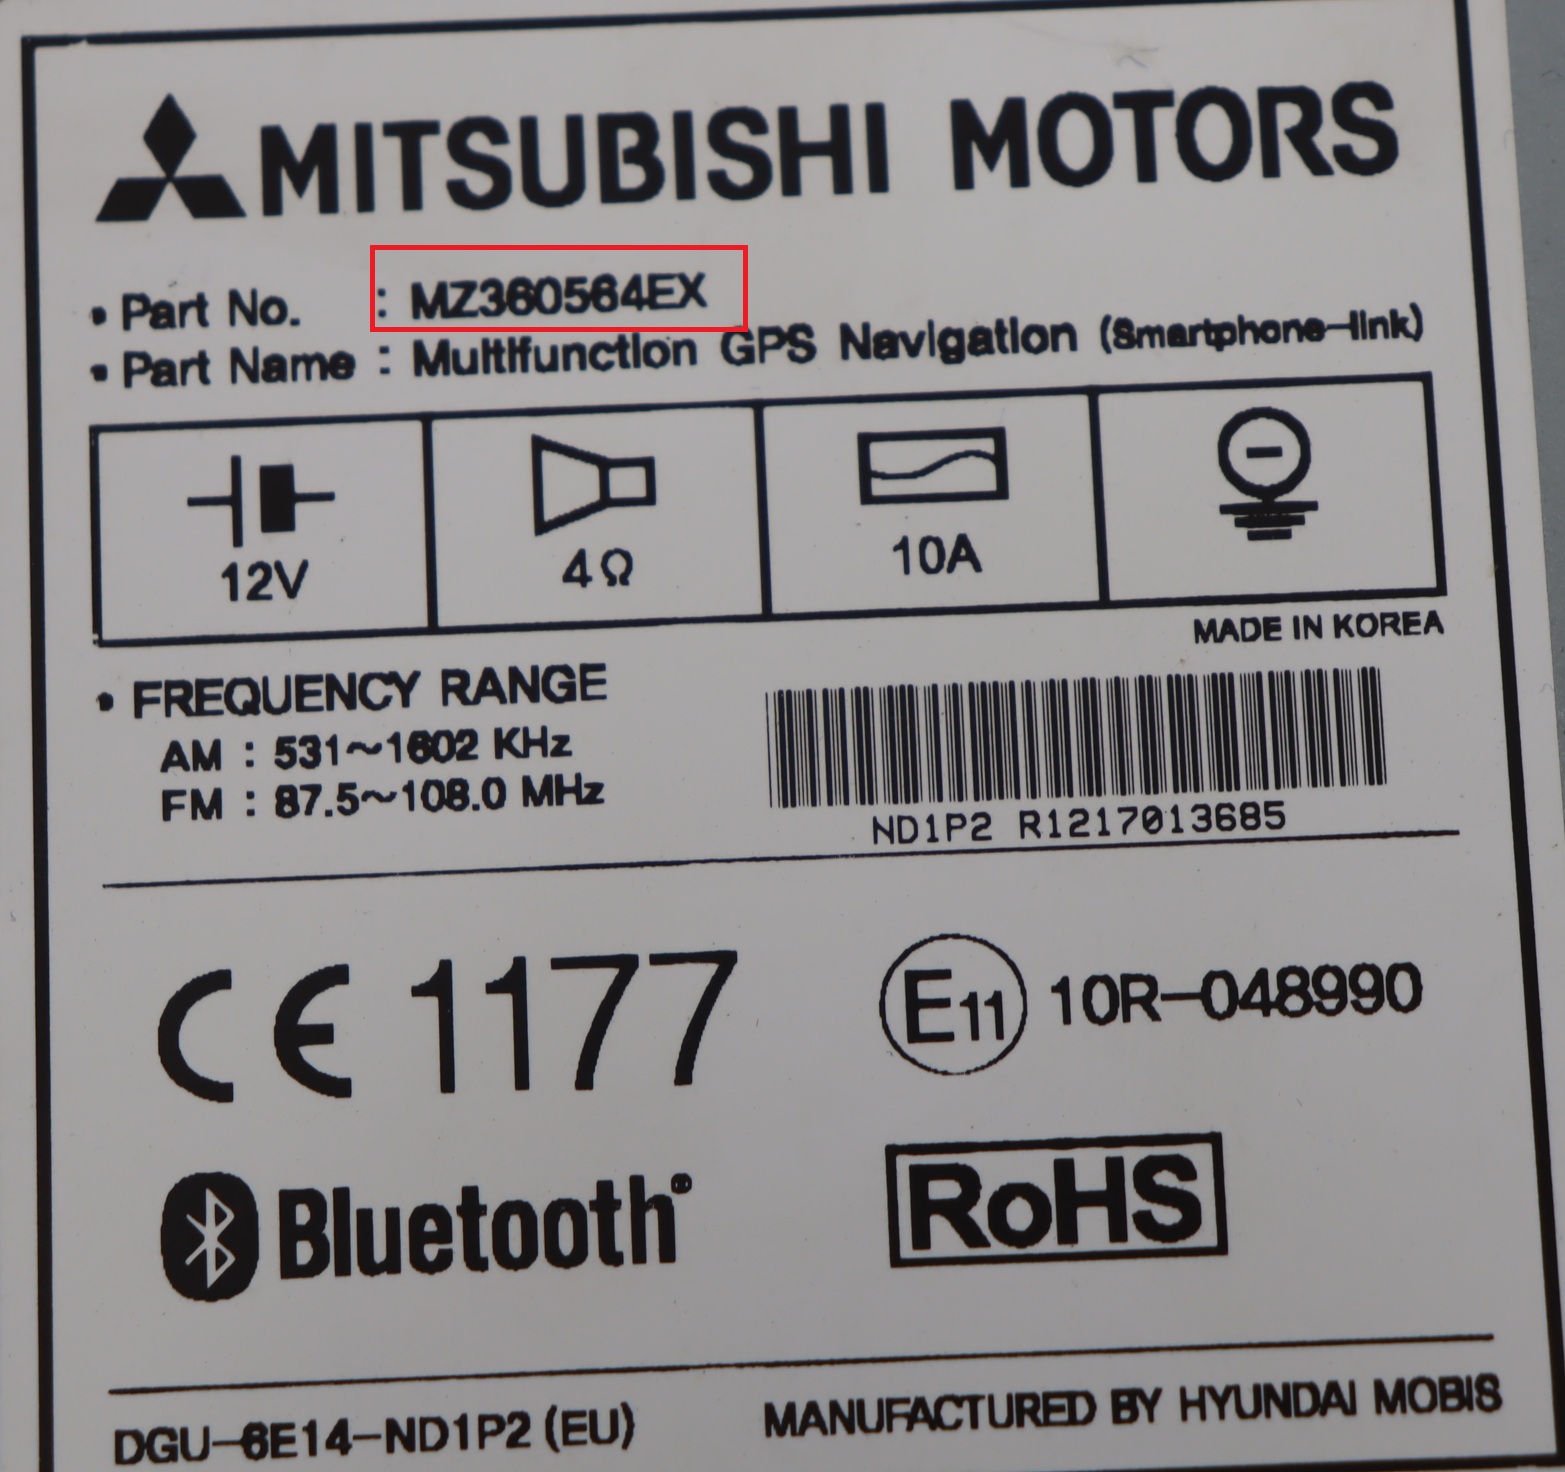 MITSUBISHI MOTORS
• Part No. : MZ360564EX
• Part Name : Multifunction GPS Navigation (Smartphone-link)
12V 4Ω 10A
MADE IN KOREA
• FREQUENCY RANGE
AM : 531~1602 KHz
FM : 87.5~108.0 MHz
ND1P2 R1217013685
CE 1177
E11 10R-048990
Bluetooth®
RoHS
DGU-6E14-ND1P2 (EU)
MANUFACTURED BY HYUNDAI MOBIS